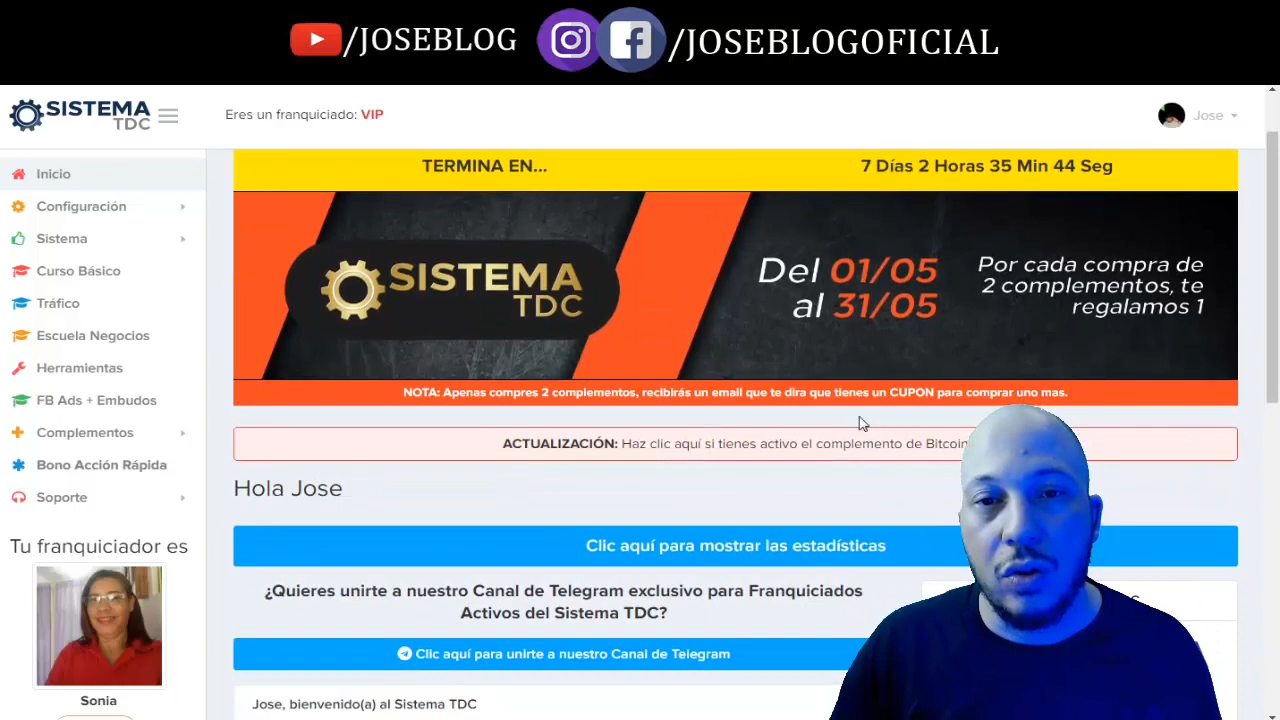 /JOSEBLOG
/JOSEBLOGOFICIAL
SISTEMA
TDC
Eres un franquiciado: VIP
Jose
Inicio
Configuración
Sistema
Curso Básico
Tráfico
Escuela Negocios
Herramientas
FB Ads + Embudos
Complementos
Bono Acción Rápida
Soporte
Tu franquiciador es
Sonia
TERMINA EN...
7 Días 2 Horas 35 Min 44 Seg
SISTEMA
TDC
Del 01/05
al 31/05
Por cada compra de
2 complementos, te
regalamos 1
NOTA: Apenas compres 2 complementos, recibirás un email que te dira que tienes un CUPON para comprar uno mas.
ACTUALIZACIÓN: Haz clic aquí si tienes activo el complemento de Bitcoin
Hola Jose
Clic aquí para mostrar las estadísticas
¿Quieres unirte a nuestro Canal de Telegram exclusivo para Franquiciados
Activos del Sistema TDC?
Clic aquí para unirte a nuestro Canal de Telegram
Jose, bienvenido(a) al Sistema TDC